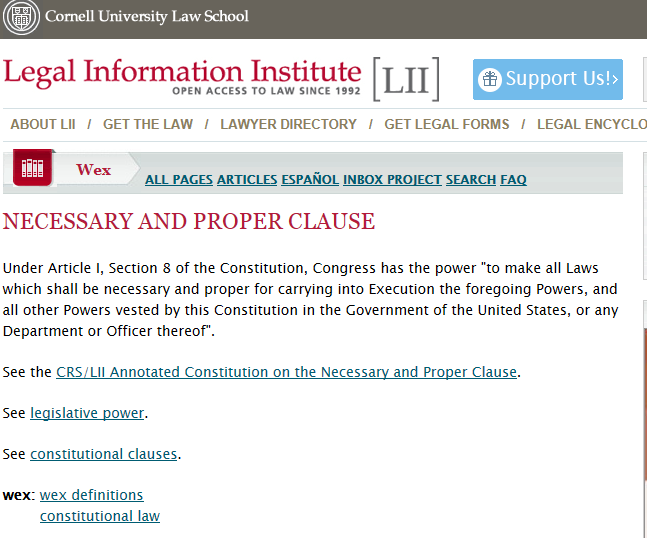 Cornell University Law School
Legal Information Institute [LII]
OPEN ACCESS TO LAW SINCE 1992
Support Us! ›
ABOUT LII / GET THE LAW / LAWYER DIRECTORY / GET LEGAL FORMS / LEGAL ENCYCLO
Wex
ALL PAGES ARTICLES ESPAÑOL INBOX PROJECT SEARCH FAQ
NECESSARY AND PROPER CLAUSE
Under Article I, Section 8 of the Constitution, Congress has the power "to make all Laws
which shall be necessary and proper for carrying into Execution the foregoing Powers, and
all other Powers vested by this Constitution in the Government of the United States, or any
Department or Officer thereof".
See the CRS/LII Annotated Constitution on the Necessary and Proper Clause.
See legislative power.
See constitutional clauses.
wex: wex definitions
constitutional law